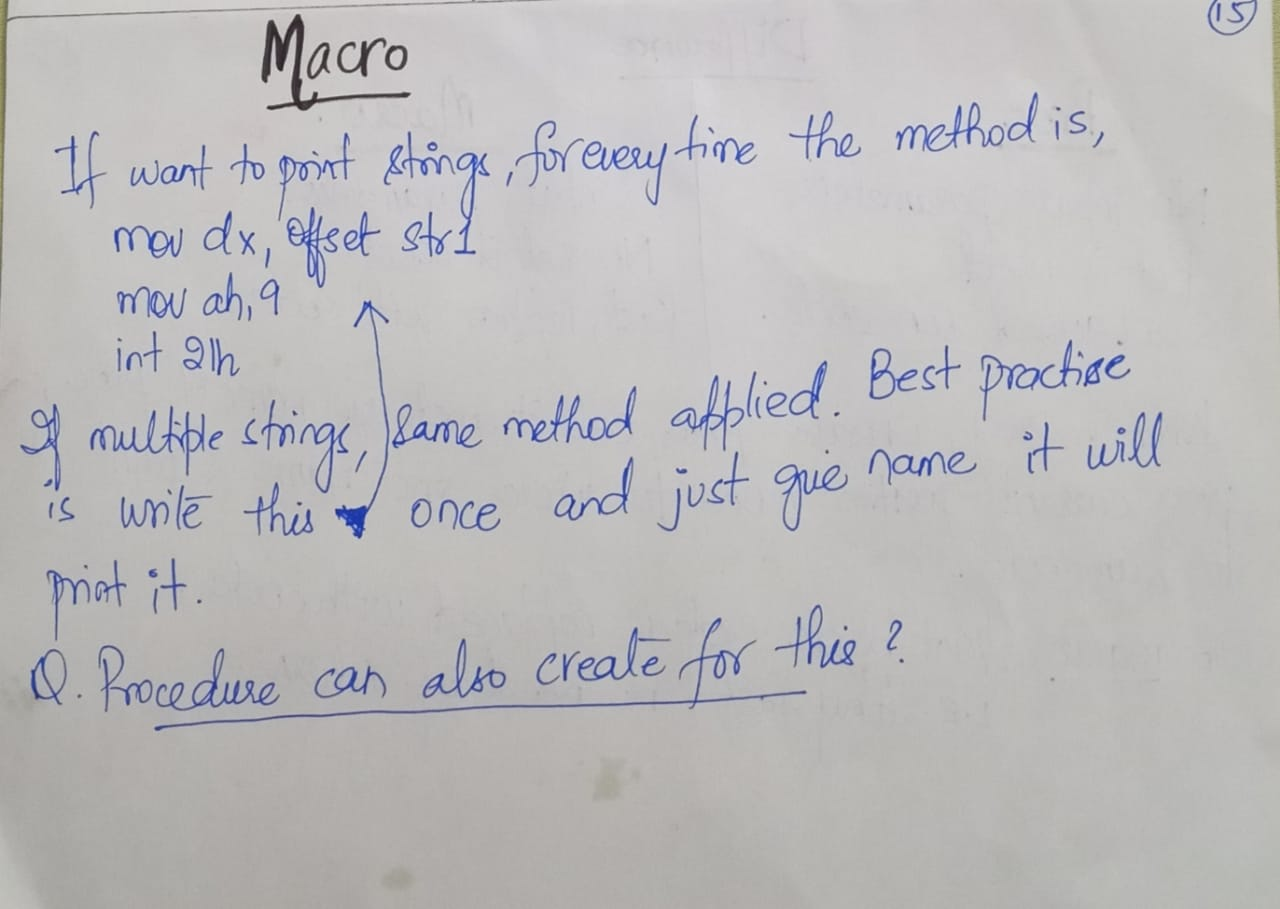 15
Macro
If want to print strings, for every time the method is,
mov dx, offset str1
mov ah, 9
int 21h
If multiple strings, same method applied. Best practise
is write this once and just give name it will
print it.
Q. Procedure can also create for this?